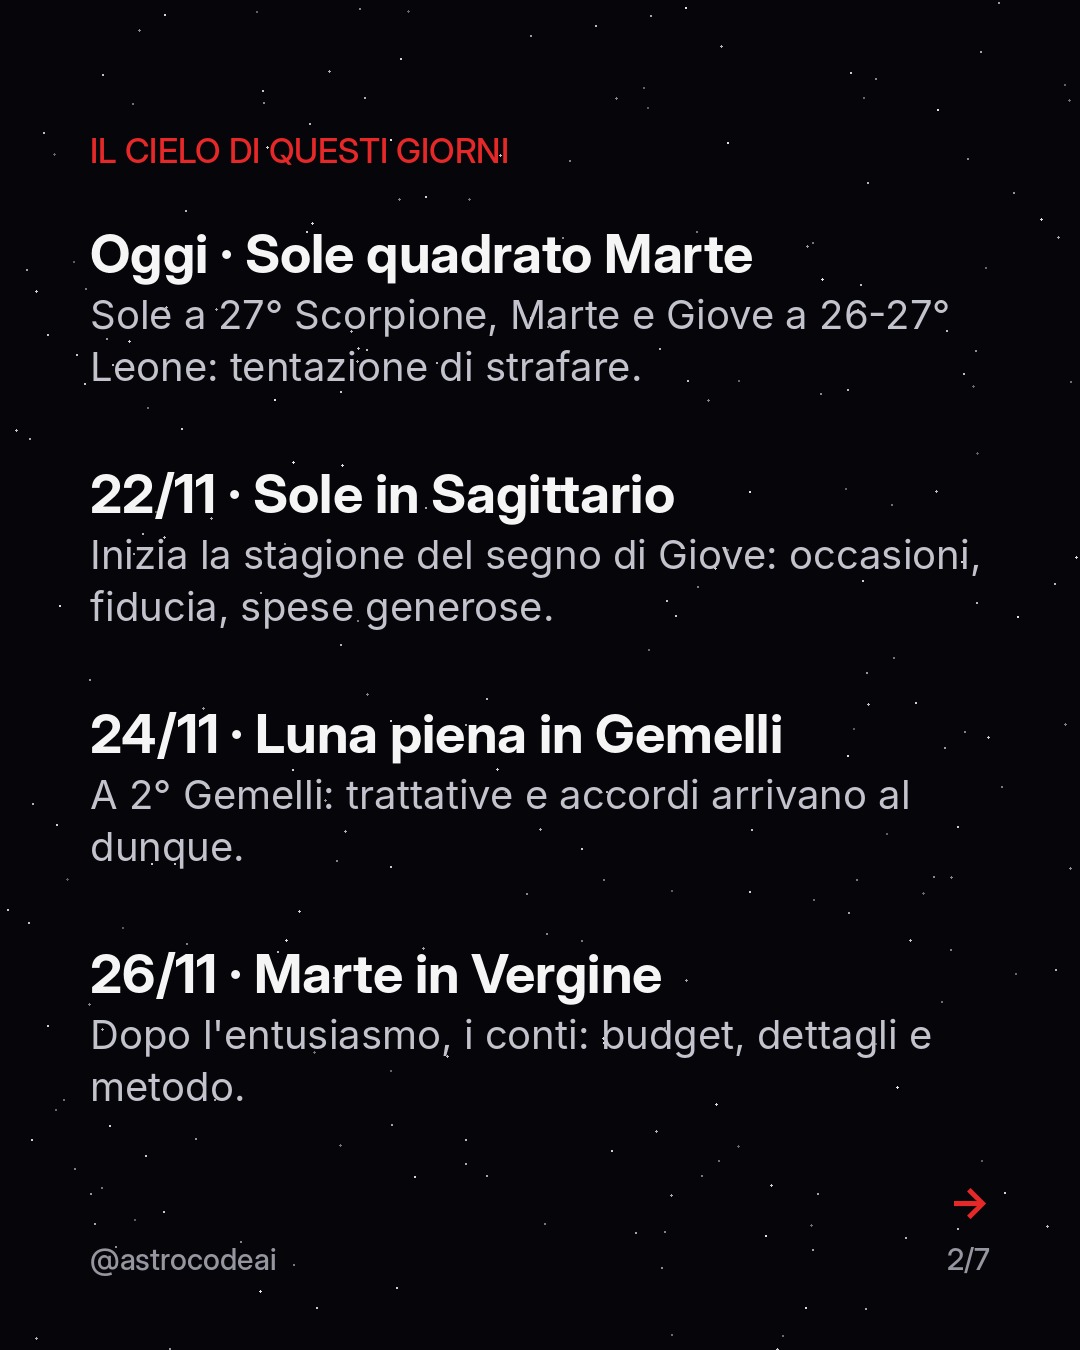 IL CIELO DI QUESTI GIORNI
Oggi · Sole quadrato Marte
Sole a 27° Scorpione, Marte e Giove a 26-27°
Leone: tentazione di strafare.
22/11 · Sole in Sagittario
Inizia la stagione del segno di Giove: occasioni,
fiducia, spese generose.
24/11 · Luna piena in Gemelli
A 2° Gemelli: trattative e accordi arrivano al
dunque.
26/11 · Marte in Vergine
Dopo l'entusiasmo, i conti: budget, dettagli e
metodo.
→
@astrocodeai
2/7